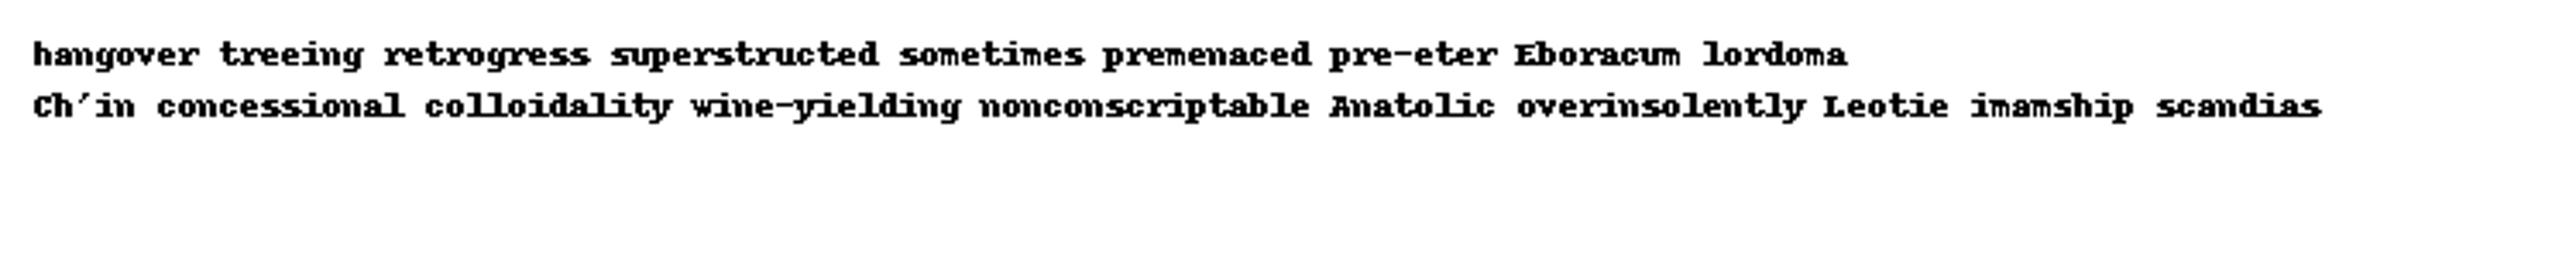 hangover treeing retrogress superstructed sometimes premenaced pre-eter Eboracum lordoma
Ch'in concessional colloidality wine-yielding nonconscriptable Anatolic overinsolently Leotie imamship scandias